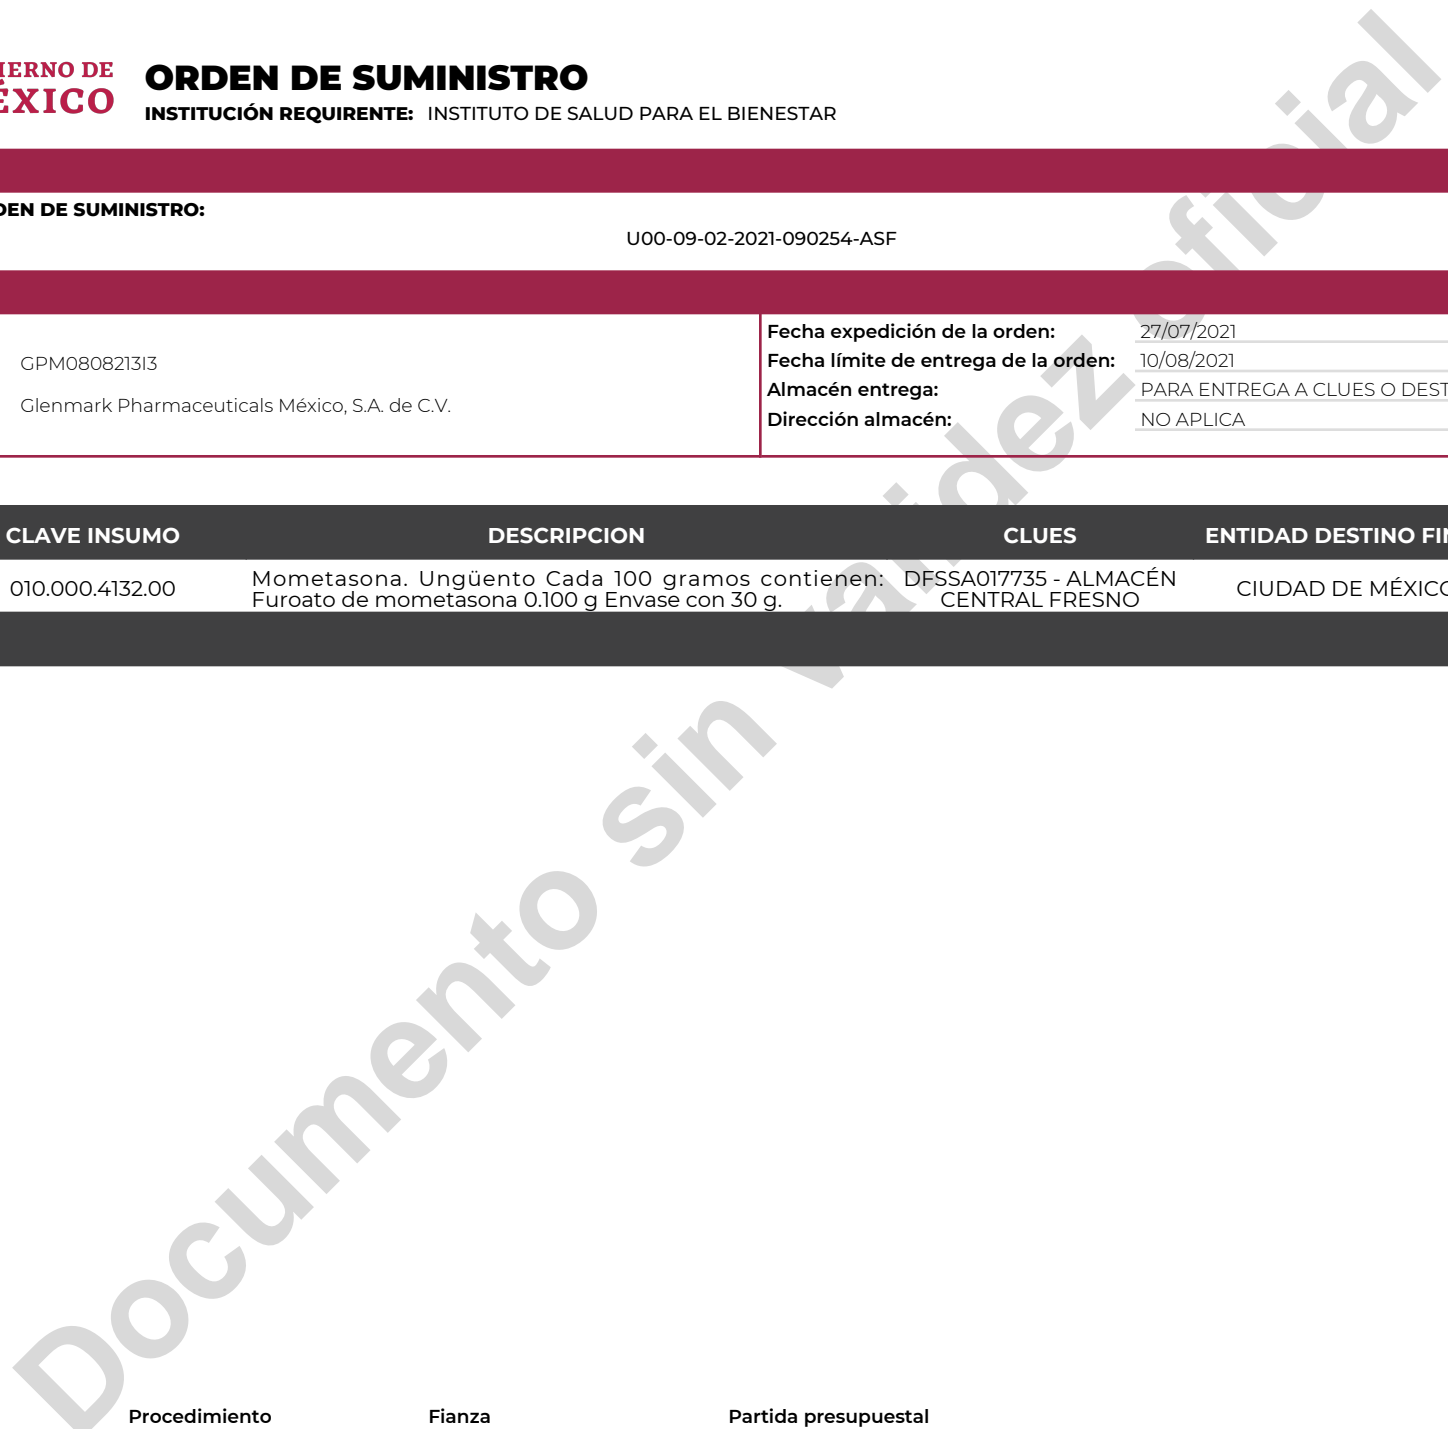 IERNO DE
ÉXICO
ORDEN DE SUMINISTRO
INSTITUCIÓN REQUIRENTE: INSTITUTO DE SALUD PARA EL BIENESTAR
DEN DE SUMINISTRO:
U00-09-02-2021-090254-ASF
GPM0808213I3
Glenmark Pharmaceuticals México, S.A. de C.V.
Fecha expedición de la orden: 27/07/2021
Fecha límite de entrega de la orden: 10/08/2021
Almacén entrega: PARA ENTREGA A CLUES O DEST
Dirección almacén: NO APLICA
CLAVE INSUMO DESCRIPCION CLUES ENTIDAD DESTINO FIN
010.000.4132.00 Mometasona. Ungüento Cada 100 gramos contienen: DFSSA017735 - ALMACÉN CIUDAD DE MÉXICO
Furoato de mometasona 0.100 g Envase con 30 g. CENTRAL FRESNO
Documento sin validez oficial
Procedimiento Fianza Partida presupuestal